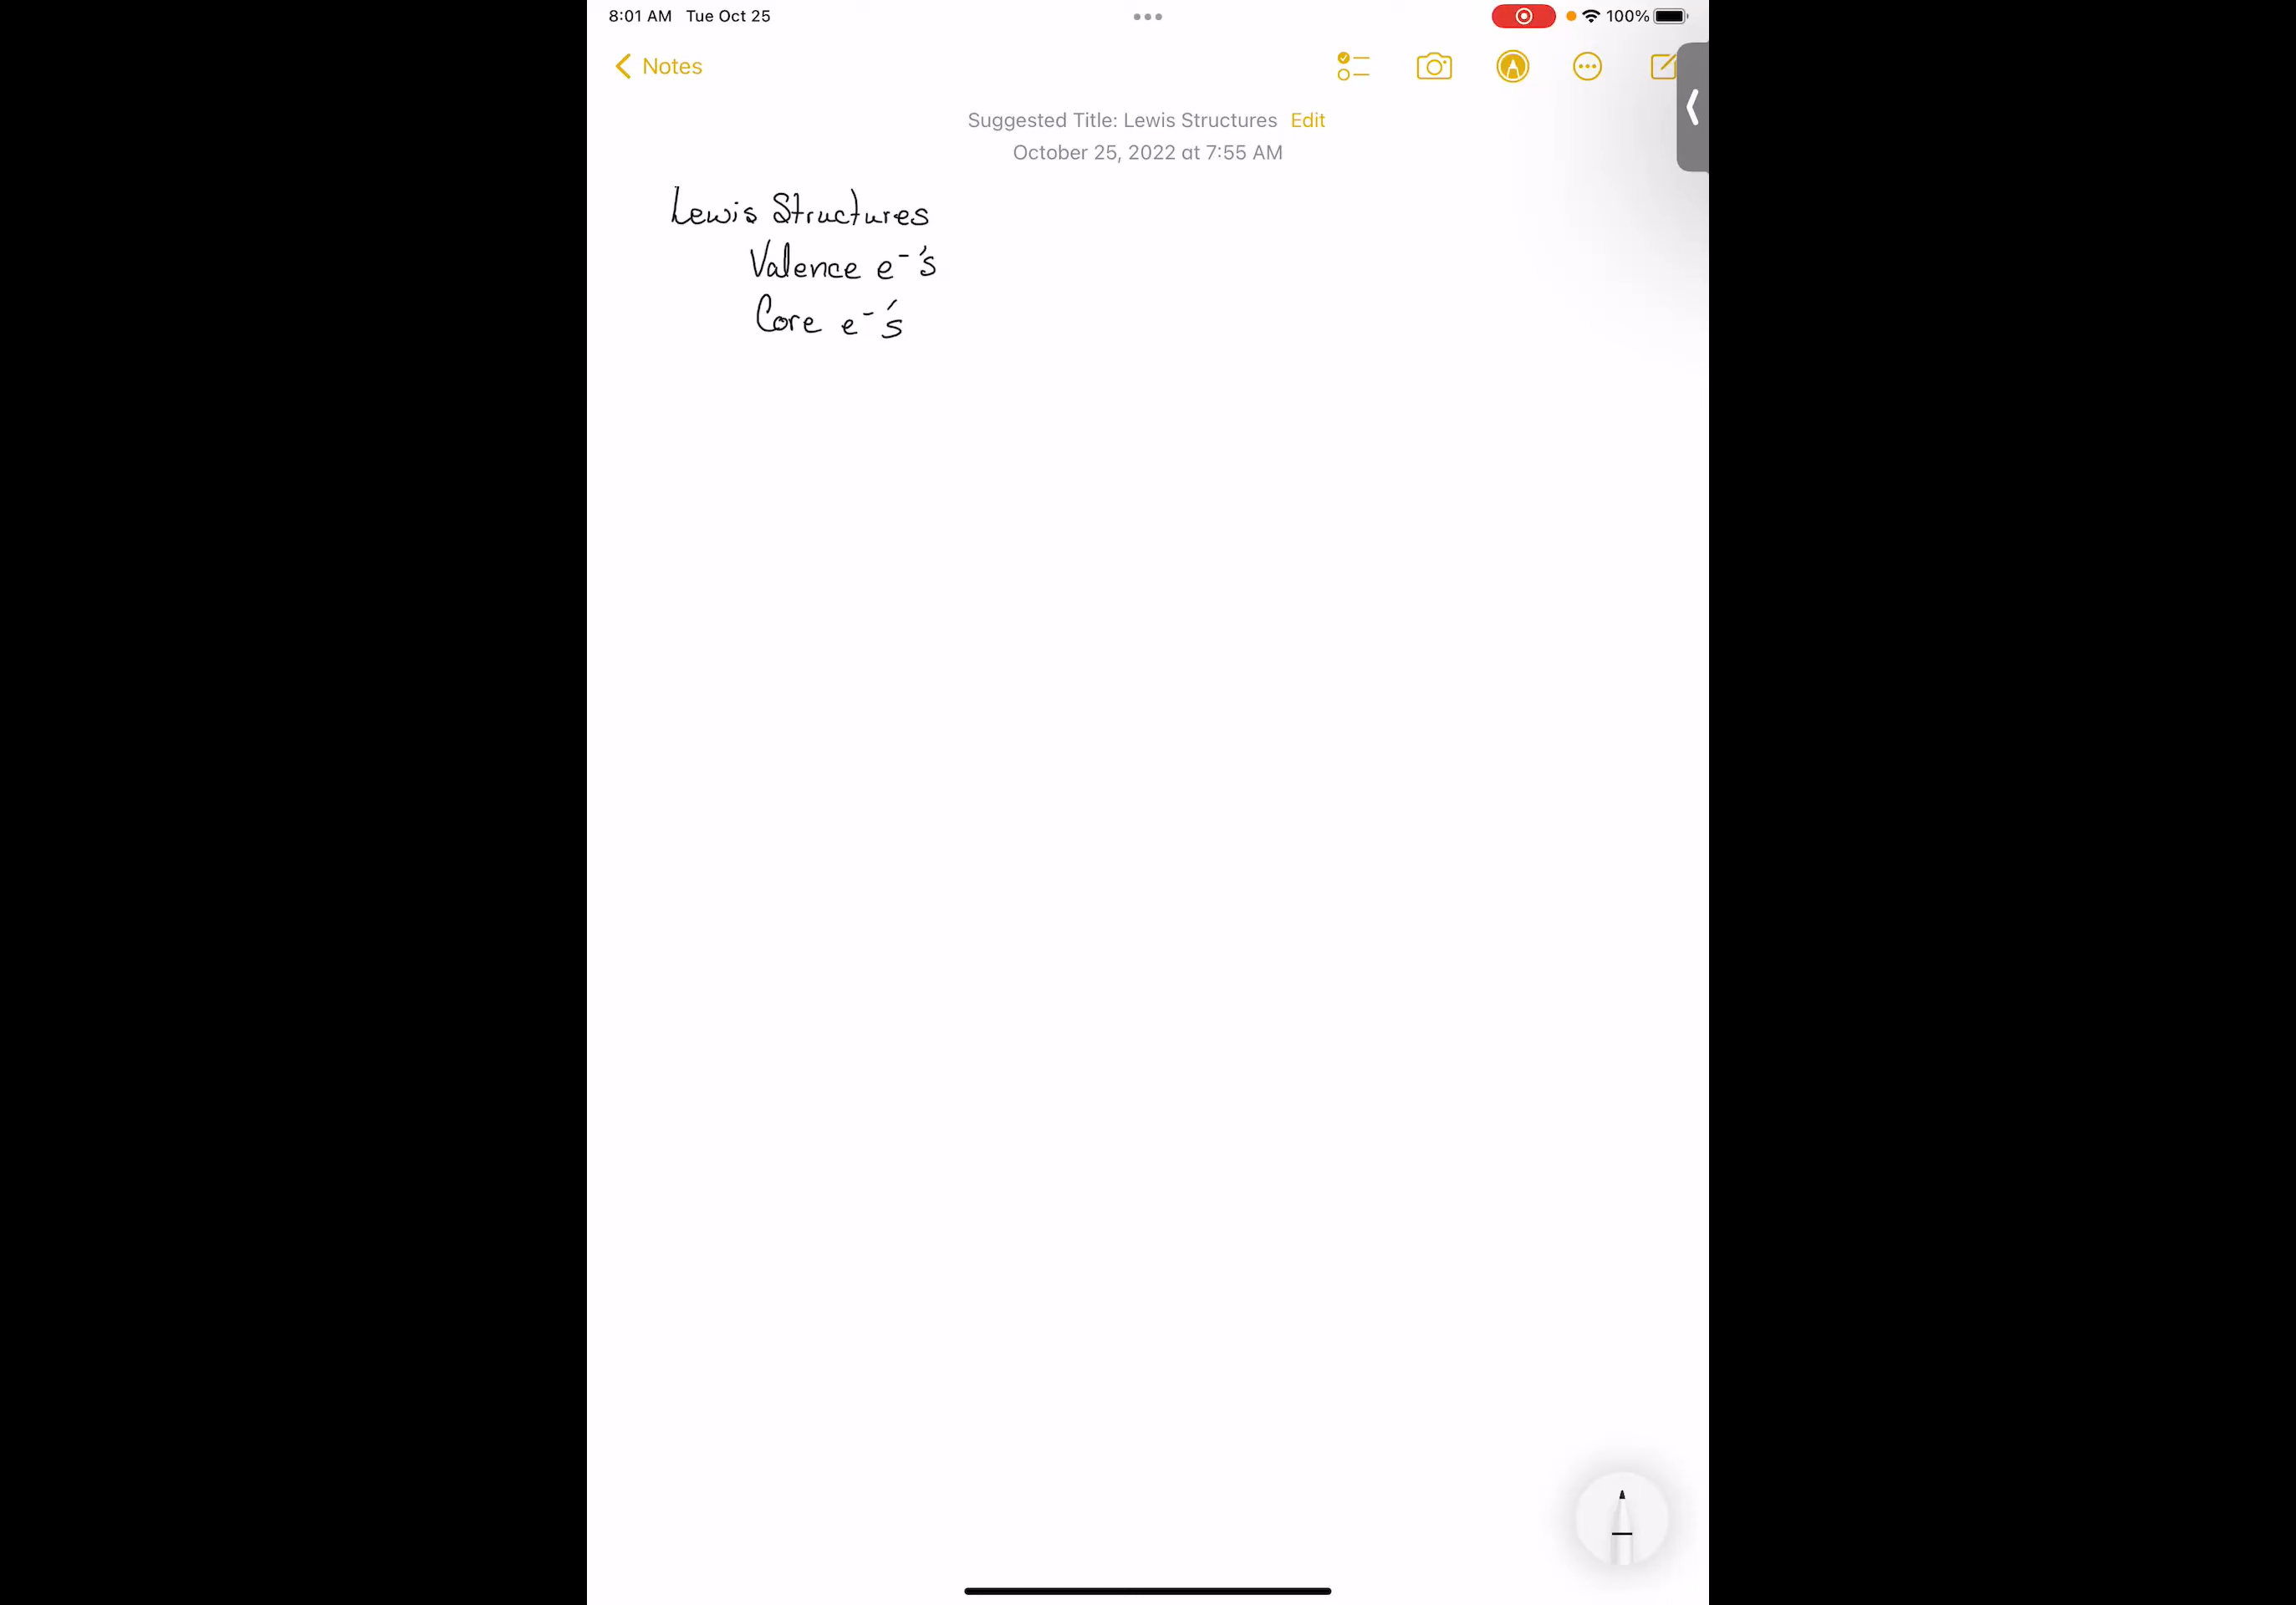 8:01 AM Tue Oct 25 100%
Notes
Suggested Title: Lewis Structures Edit
October 25, 2022 at 7:55 AM
Lewis Structures
Valence e⁻'s
Core e⁻'s